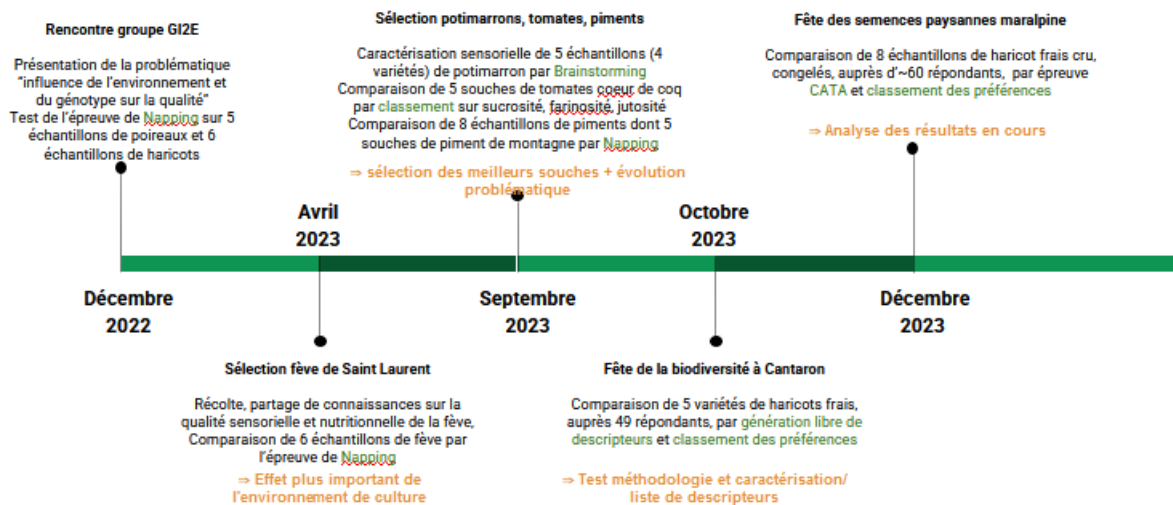 Rencontre groupe GI2E
Présentation de la problématique
"influence de l'environnement et
du génotype sur la qualité"
Test de l'épreuve de Napping sur 5
échantillons de poireaux et 6
échantillons de haricots
Sélection potimarrons, tomates, piments
Caractérisation sensorielle de 5 échantillons (4
variétés) de potimarron par Brainstorming
Comparaison de 5 souches de tomates coeur de coq
par classement sur sucrosité, farinosité, jutosité
Comparaison de 8 échantillons de piments dont 5
souches de piment de montagne par Napping
⇒ sélection des meilleurs souches + évolution
problématique
Fête des semences paysannes maralpine
Comparaison de 8 échantillons de haricot frais cru,
congelés, auprès d'~60 répondants, par épreuve
CATA et classement des préférences
⇒ Analyse des résultats en cours
Avril
2023
Octobre
2023
Décembre
2022
Septembre
2023
Décembre
2023
Sélection fève de Saint Laurent
Récolte, partage de connaissances sur la
qualité sensorielle et nutritionnelle de la fève,
Comparaison de 6 échantillons de fève par
l'épreuve de Napping
⇒ Effet plus important de
l'environnement de culture
Fête de la biodiversité à Cantaron
Comparaison de 5 variétés de haricots frais,
auprès 49 répondants, par génération libre de
descripteurs et classement des préférences
⇒ Test méthodologie et caractérisation/
liste de descripteurs